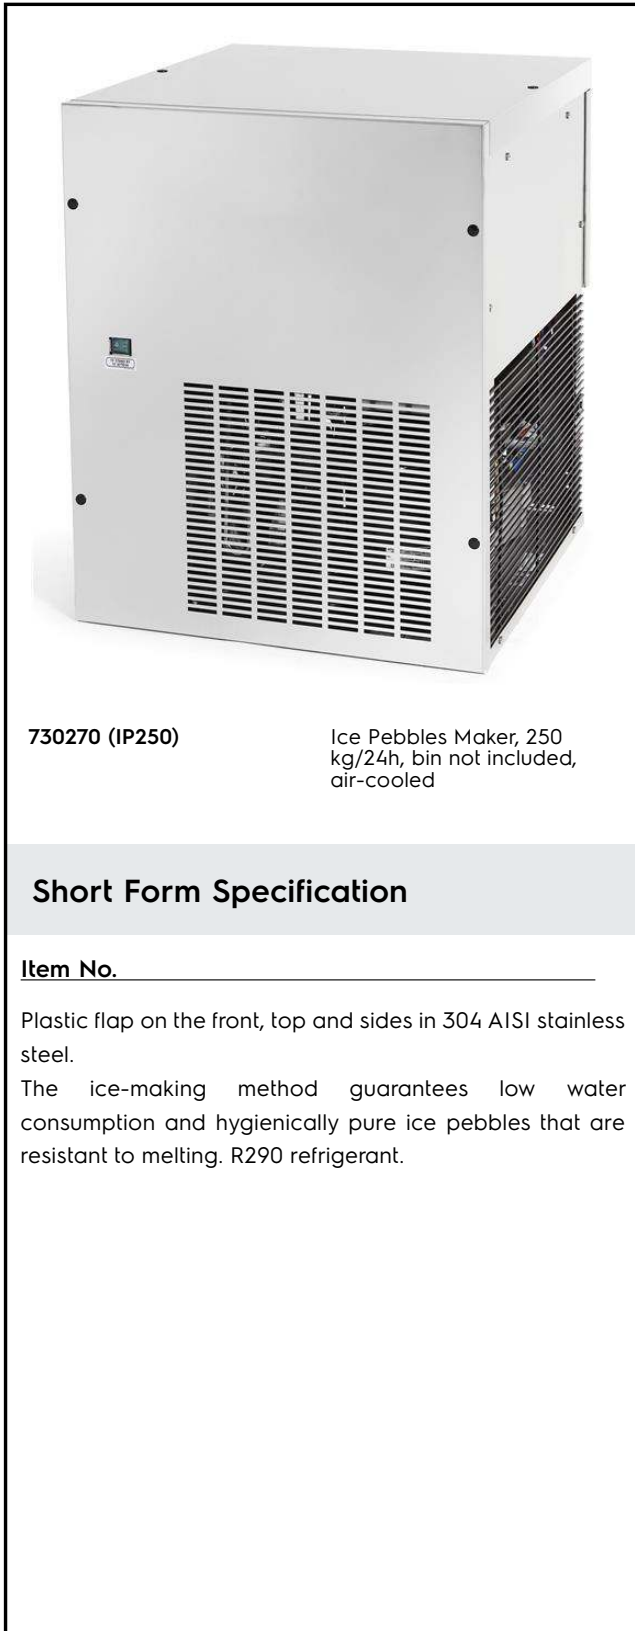 730270 (IP250)
Ice Pebbles Maker, 250
kg/24h, bin not included,
air-cooled
Short Form Specification
Item No.
Plastic flap on the front, top and sides in 304 AISI stainless
steel.
The ice-making method guarantees low water
consumption and hygienically pure ice pebbles that are
resistant to melting. R290 refrigerant.